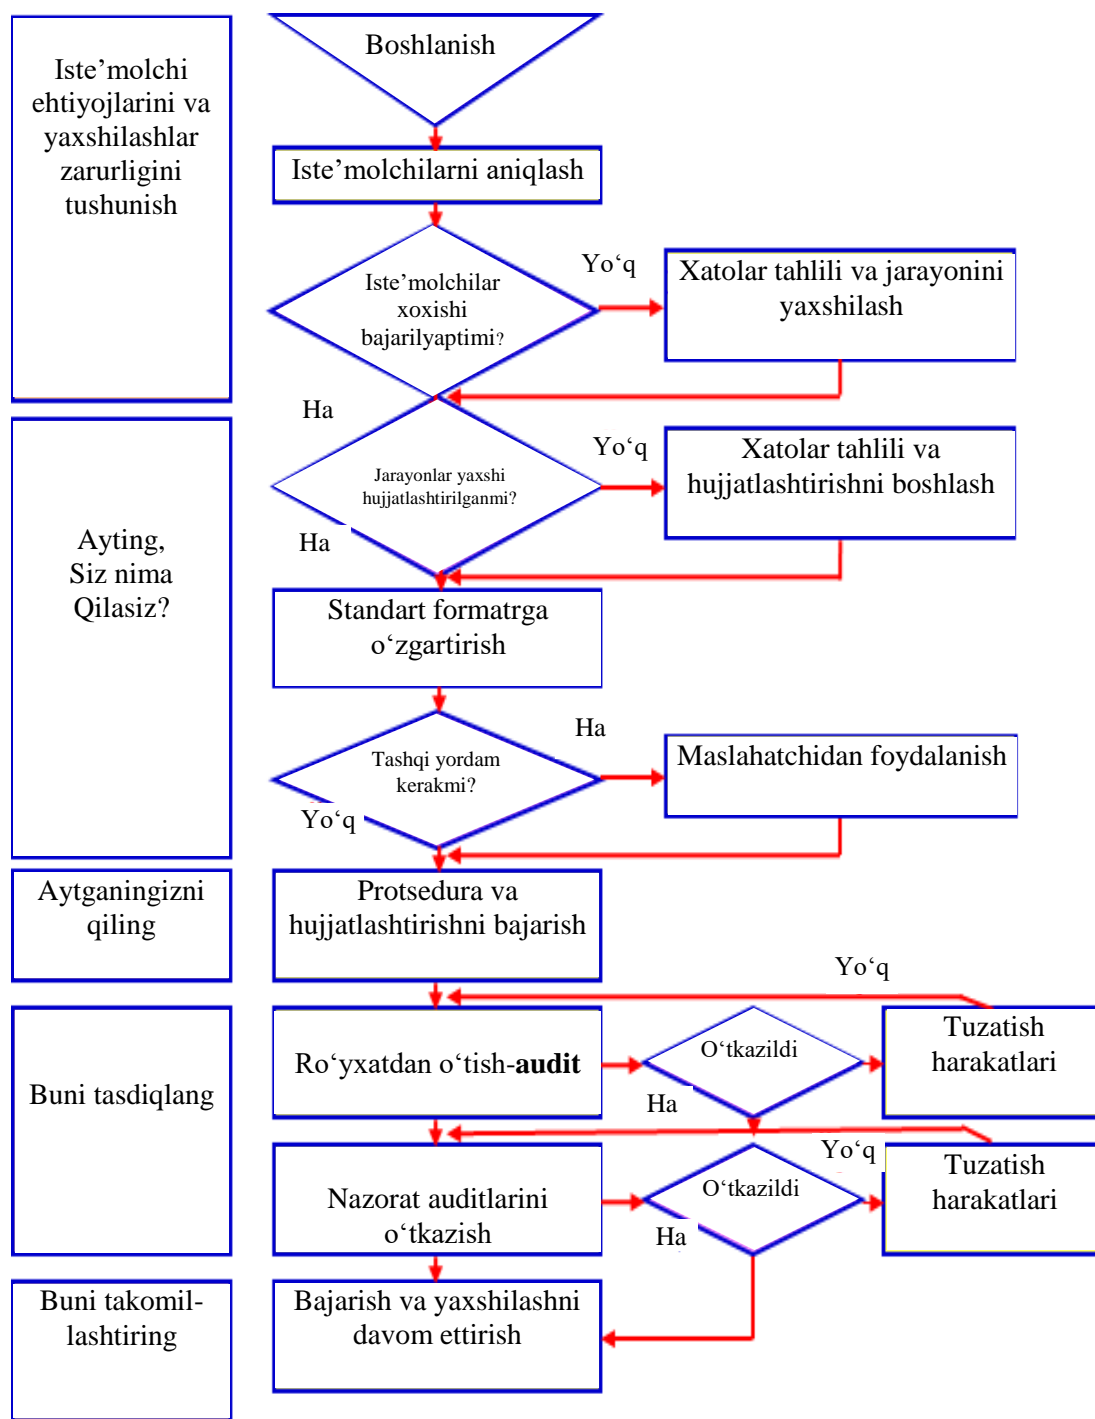 Iste’molchi
ehtiyojlarini va
yaxshilashlar
zarurligini
tushunish
Boshlanish
Iste’molchilarni aniqlash
Iste’molchilar
xoxishi
bajarilyaptimi?
Yo‘q
Xatolar tahlili va jarayonini
yaxshilash
Ha
Ayting,
Siz nima
Qilasiz?
Jarayonlar yaxshi
hujjatlashtirilganmi?
Yo‘q
Xatolar tahlili va
hujjatlashtirishni boshlash
Ha
Standart formatrga
o‘zgartirish
Tashqi yordam
kerakmi?
Ha
Maslahatchidan foydalanish
Yo‘q
Aytganingizni
qiling
Protsedura va
hujjatlashtirishni bajarish
Yo‘q
Buni tasdiqlang
Ro‘yxatdan o‘tish-audit
O‘tkazildi
Tuzatish
harakatlari
Ha
Nazorat auditlarini
o‘tkazish
O‘tkazildi
Yo‘q
Tuzatish
harakatlari
Ha
Buni takomil-
lashtiring
Bajarish va yaxshilashni
davom ettirish